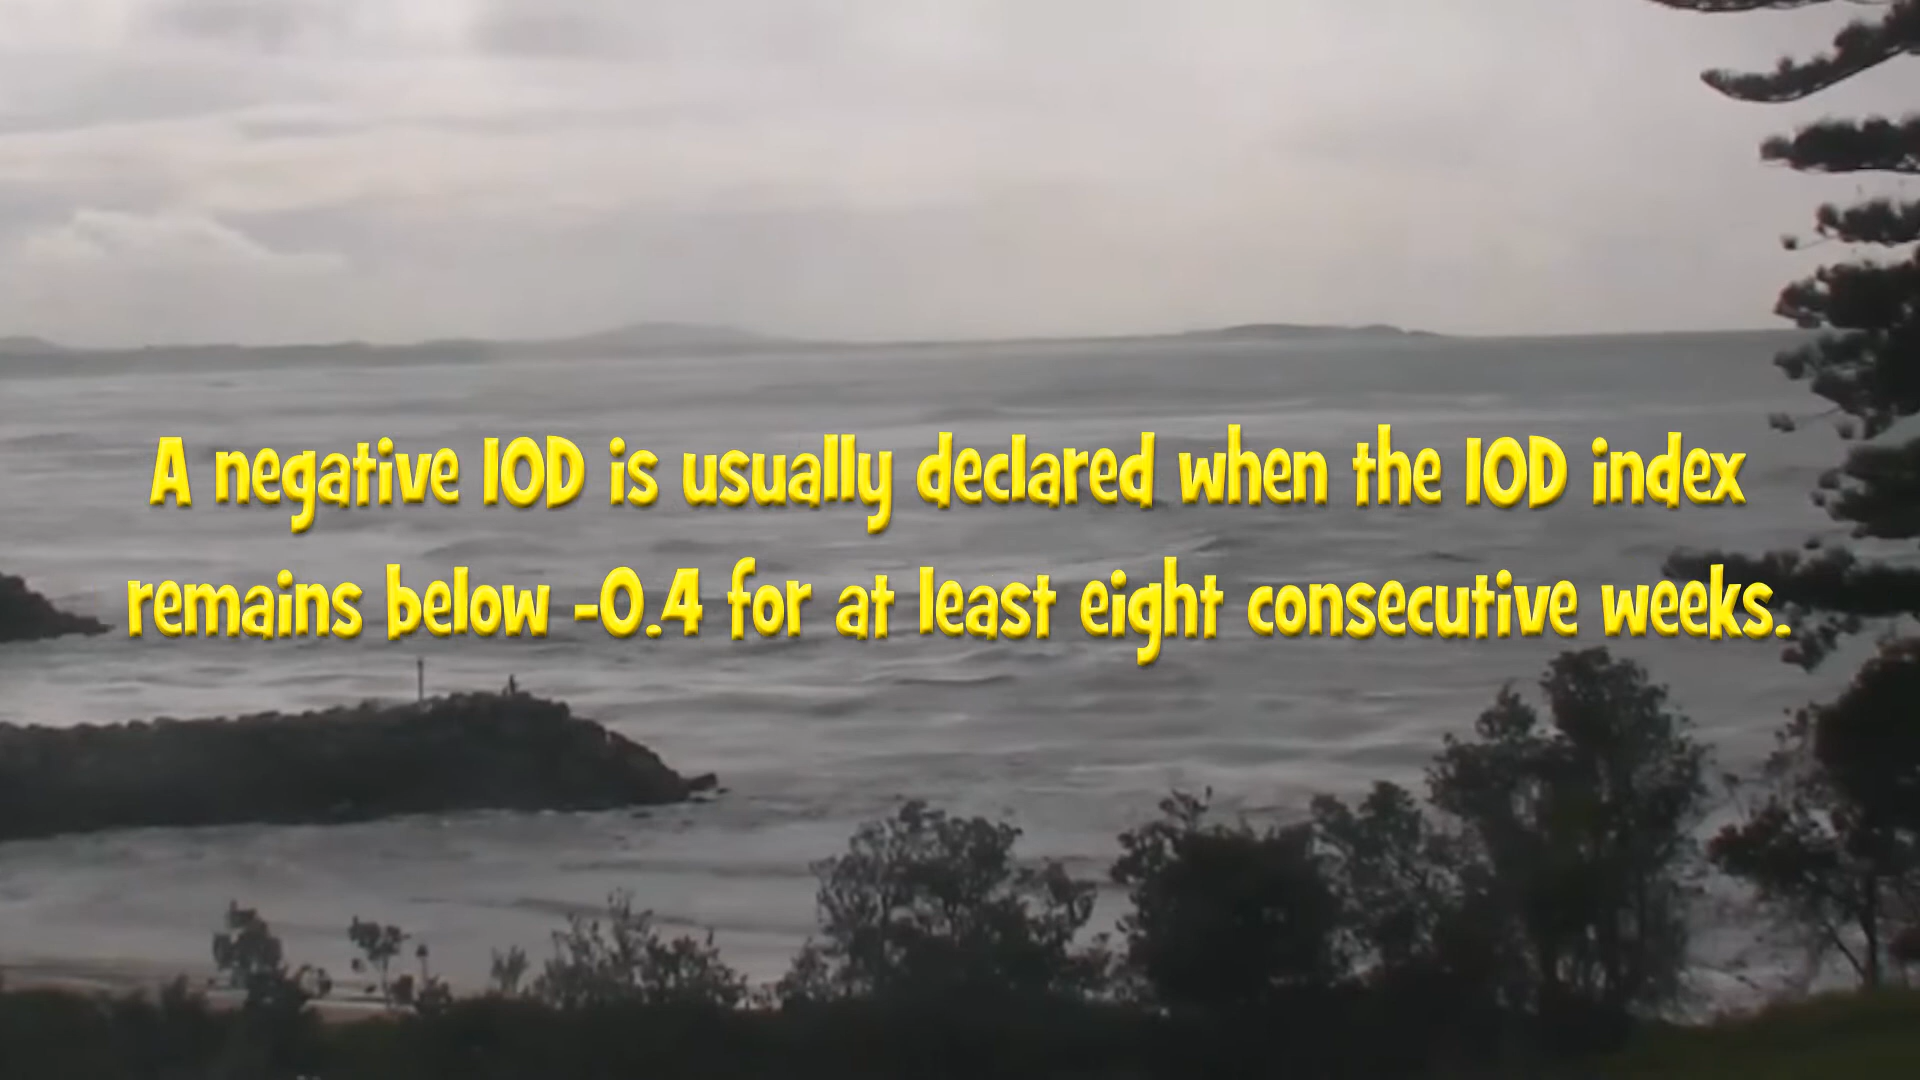 A negative IOD is usually declared when the IOD index
remains below -0.4 for at least eight consecutive weeks.